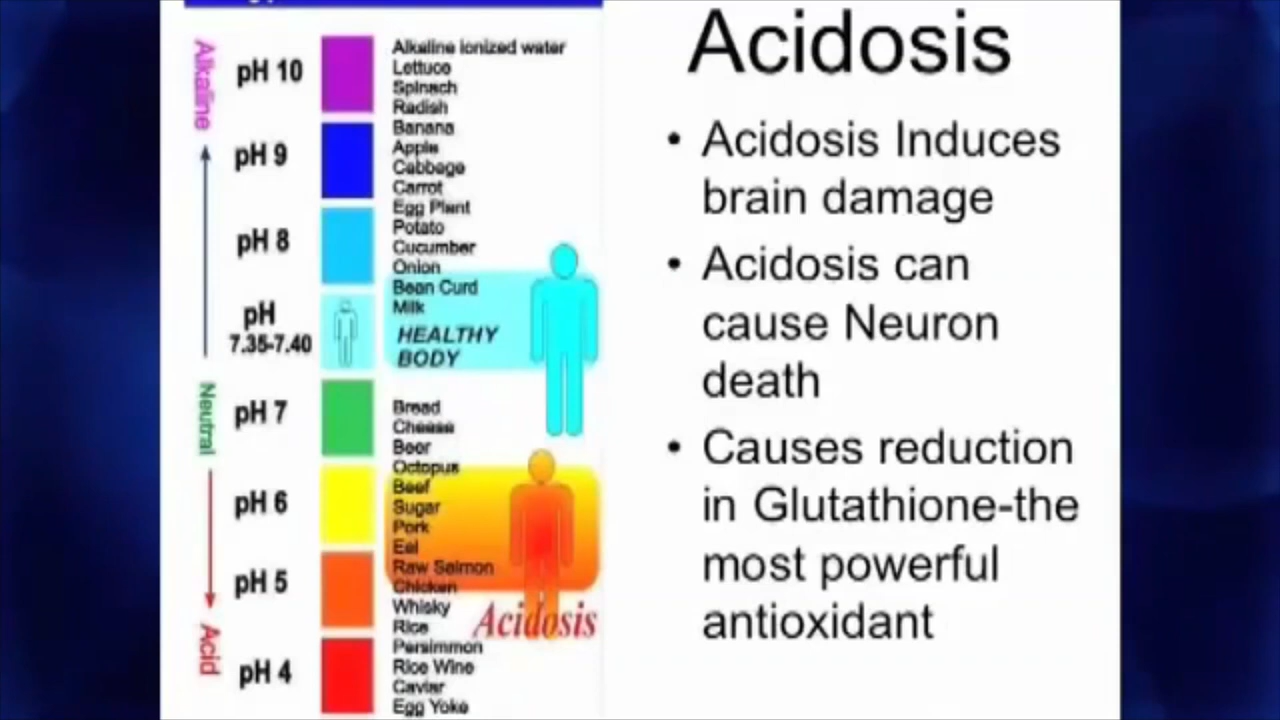 Alkaline
pH 10
pH 9
pH 8
pH
7.35-7.40
Neutral
pH 7
pH 6
pH 5
Acid
pH 4
Alkaline ionized water
Lettuce
Spinach
Radish
Banana
Apple
Cabbage
Carrot
Egg Plant
Potato
Cucumber
Onion
Bean Curd
Milk
HEALTHY
BODY
Bread
Cheese
Beer
Octopus
Beef
Sugar
Pork
Eel
Raw Salmon
Chicken
Whisky
Rice
Acidosis
Persimmon
Rice Wine
Caviar
Egg Yoke
Acidosis
• Acidosis Induces
brain damage
• Acidosis can
cause Neuron
death
• Causes reduction
in Glutathione-the
most powerful
antioxidant